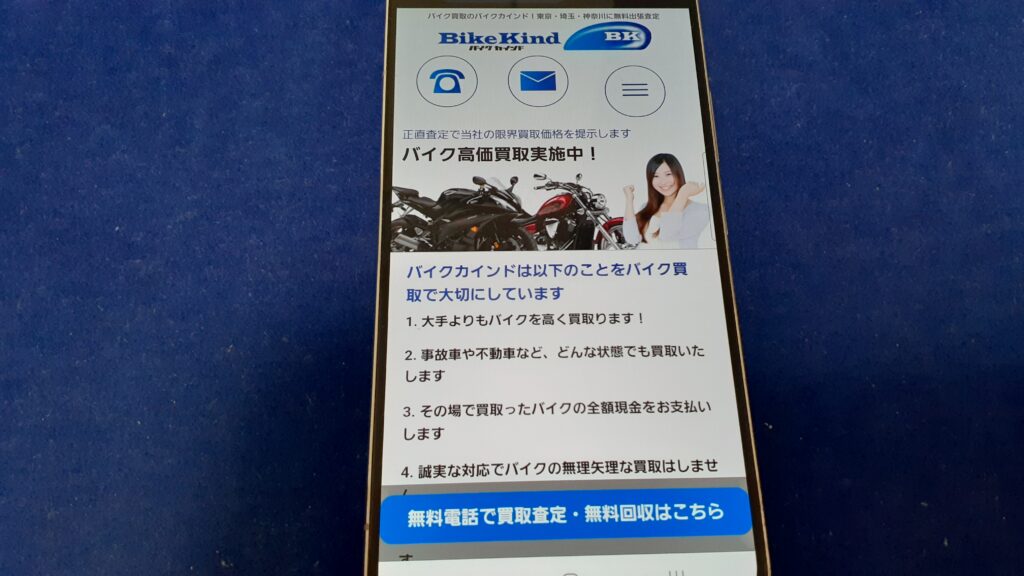 バイク買取のバイクカインド！東京・埼玉・神奈川に無料出張査定
BikeKind
バイク カインド
BK
正直査定で当社の限界買取価格を提示します
バイク高価買取実施中！
バイクカインドは以下のことをバイク買
取で大切にしています
1. 大手よりもバイクを高く買取ります！
2. 事故車や不動車など、どんな状態でも買取いた
します
3. その場で買取ったバイクの全額現金をお支払い
します
4. 誠実な対応でバイクの無理矢理な買取はしませ
無料電話で買取査定・無料回収はこちら
す